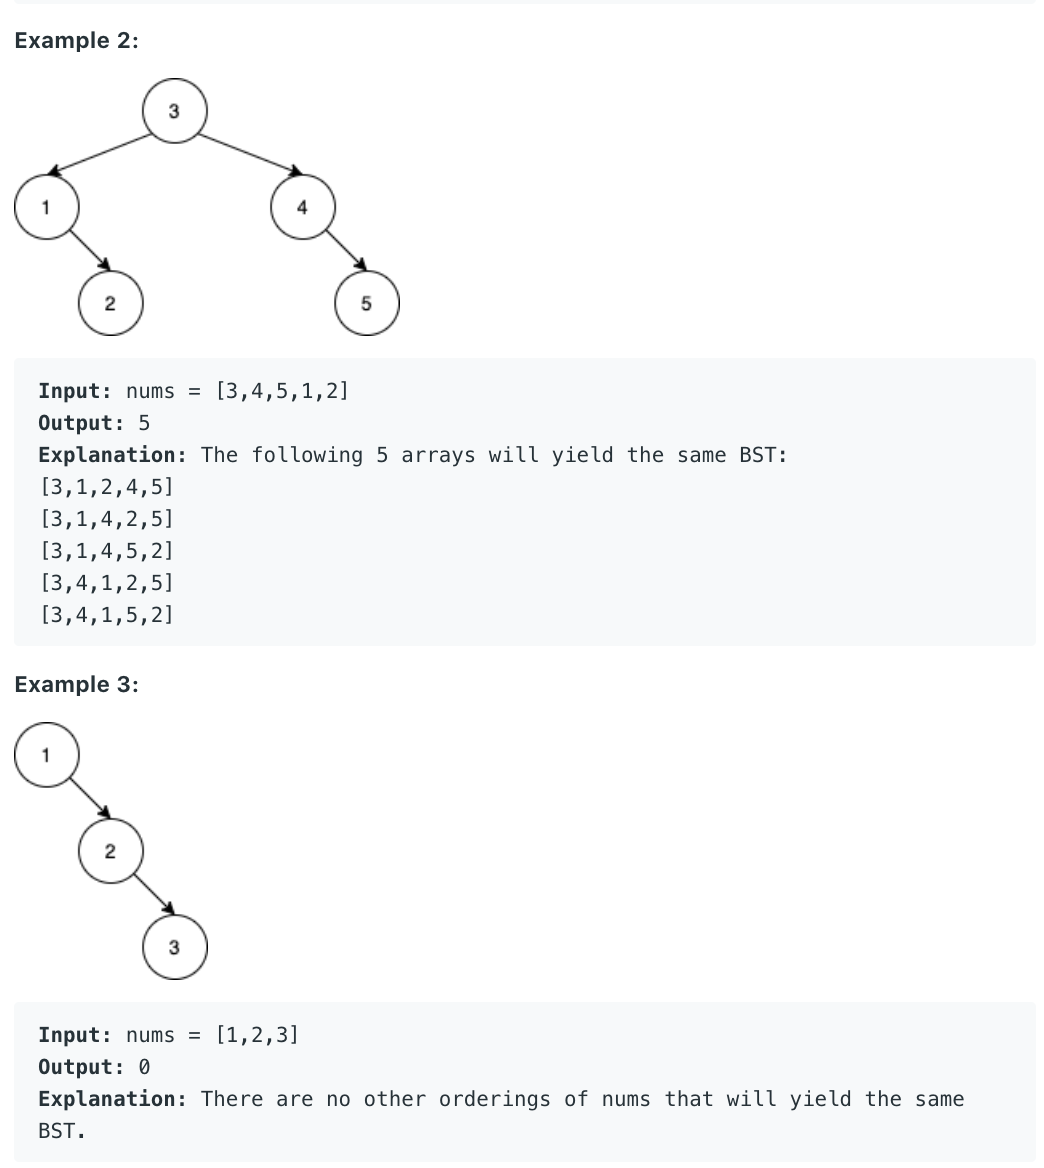 Example 2:
3
1
4
2
5
Input: nums = [3,4,5,1,2]
Output: 5
Explanation: The following 5 arrays will yield the same BST:
[3,1,2,4,5]
[3,1,4,2,5]
[3,1,4,5,2]
[3,4,1,2,5]
[3,4,1,5,2]
Example 3:
1
2
3
Input: nums = [1,2,3]
Output: 0
Explanation: There are no other orderings of nums that will yield the same
BST.